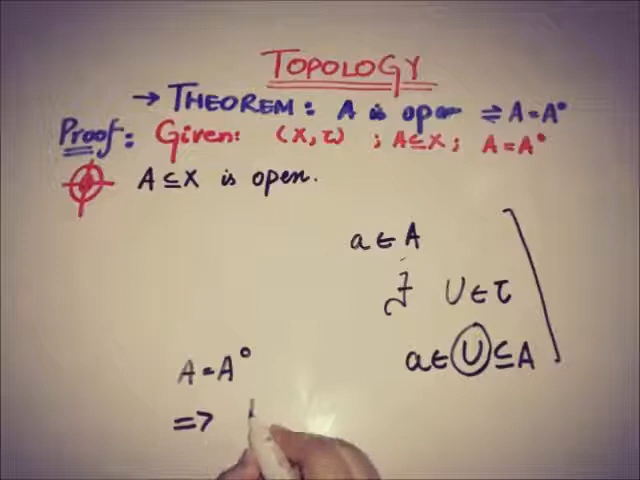 TOPOLOGY
→ THEOREM: A is open ⇌ A = A°
Proof: Given: (X, τ) ; A ⊆ X ; A = A°
A ⊆ X is open.
a ∈ A
∃ U ∈ τ
a ∈ U ⊆ A
A = A°
=>